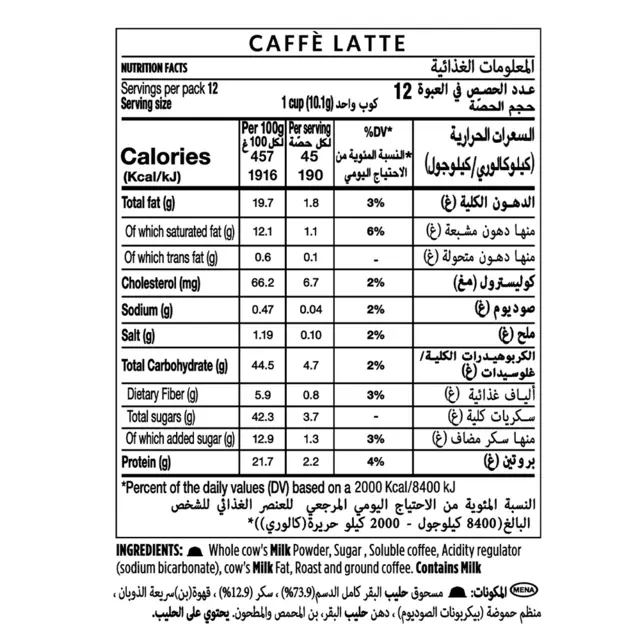 CAFFÈ LATTE
NUTRITION FACTS المعلومات الغذائية
Servings per pack 12 عدد الحصص في العبوة 12
Serving size 1 cup (10.1g) كوب واحد حجم الحصّة
Calories (Kcal/kJ) Per 100g لكل 100غ 457 1916 Per serving لكل حصّة 45 190 %DV* *النسبة المئوية من الاحتياج اليومي السعرات الحرارية (كيلوكالوري/كيلوجول)
Total fat (g) 19.7 1.8 3% الدهون الكلية (غ)
Of which saturated fat (g) 12.1 1.1 6% منها دهون مشبعة (غ)
Of which trans fat (g) 0.6 0.1 - منها دهون متحولة (غ)
Cholesterol (mg) 66.2 6.7 2% كوليسترول (مغ)
Sodium (g) 0.47 0.04 2% صوديوم (غ)
Salt (g) 1.19 0.10 2% ملح (غ)
Total Carbohydrate (g) 44.5 4.7 2% الكربوهيدرات الكلية/ غلوسيدات (غ)
Dietary Fiber (g) 5.9 0.8 3% ألياف غذائية (غ)
Total sugars (g) 42.3 3.7 - سكريات كلية (غ)
Of which added sugar (g) 12.9 1.3 3% منها سكر مضاف (غ)
Protein (g) 21.7 2.2 4% بروتين (غ)
*Percent of the daily values (DV) based on a 2000 Kcal/8400 kJ
النسبة المئوية من الاحتياج اليومي المرجعي للعنصر الغذائي للشخص
البالغ(8400 كيلوجول - 2000 كيلو حريرة(كالوري))*
INGREDIENTS: Whole cow's Milk Powder, Sugar , Soluble coffee, Acidity regulator
(sodium bicarbonate), cow's Milk Fat, Roast and ground coffee. Contains Milk
MENA المكونات: مسحوق حليب البقر كامل الدسم(73.9%) ، سكر (12.9%) ، قهوة(بن)سريعة الذوبان ،
منظم حموضة (بيكربونات الصوديوم) ، دهن حليب البقر، بن المحمص والمطحون. يحتوي على الحليب.